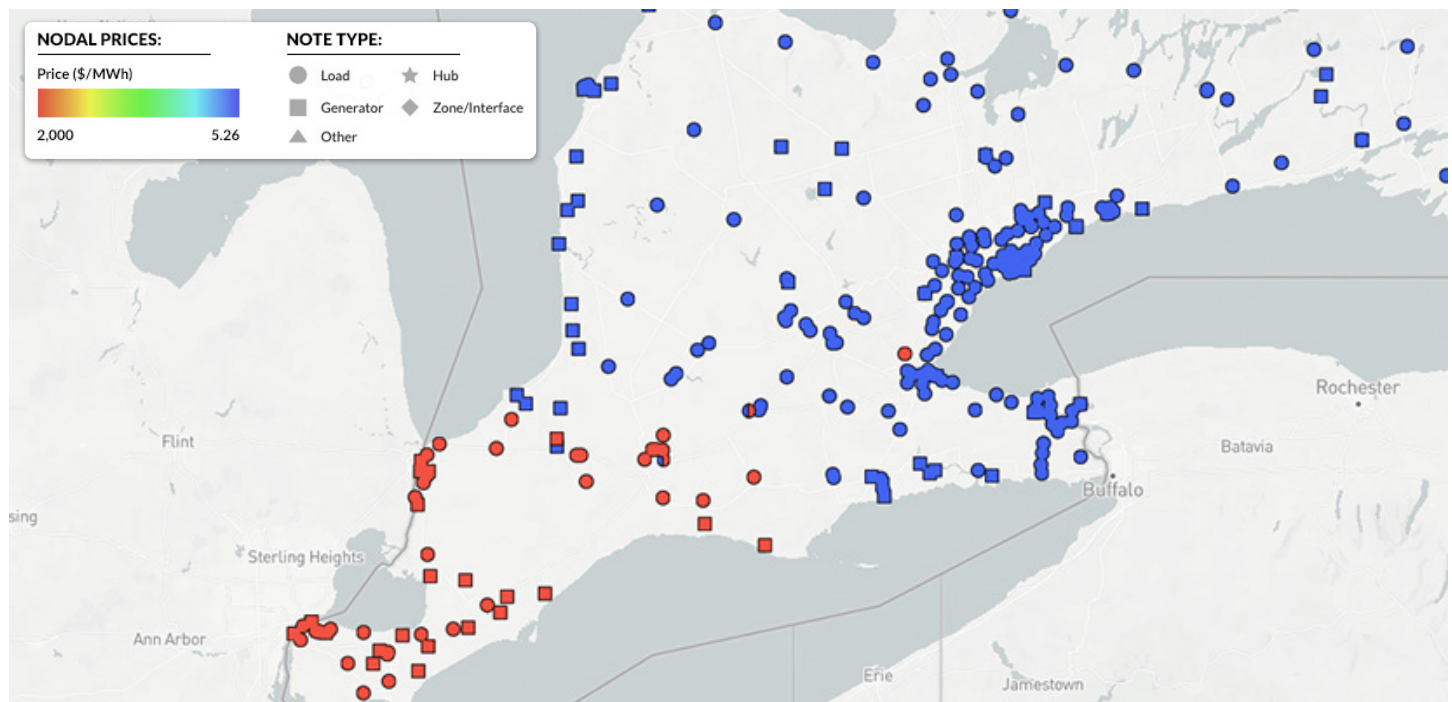 NODAL PRICES:
Price ($/MWh)
2,000
5.26
NOTE TYPE:
Load
Hub
Generator
Zone/Interface
Other
Flint
sing
Sterling Heights
Ann Arbor
Rochester
Batavia
Buffalo
Erie
Jamestown